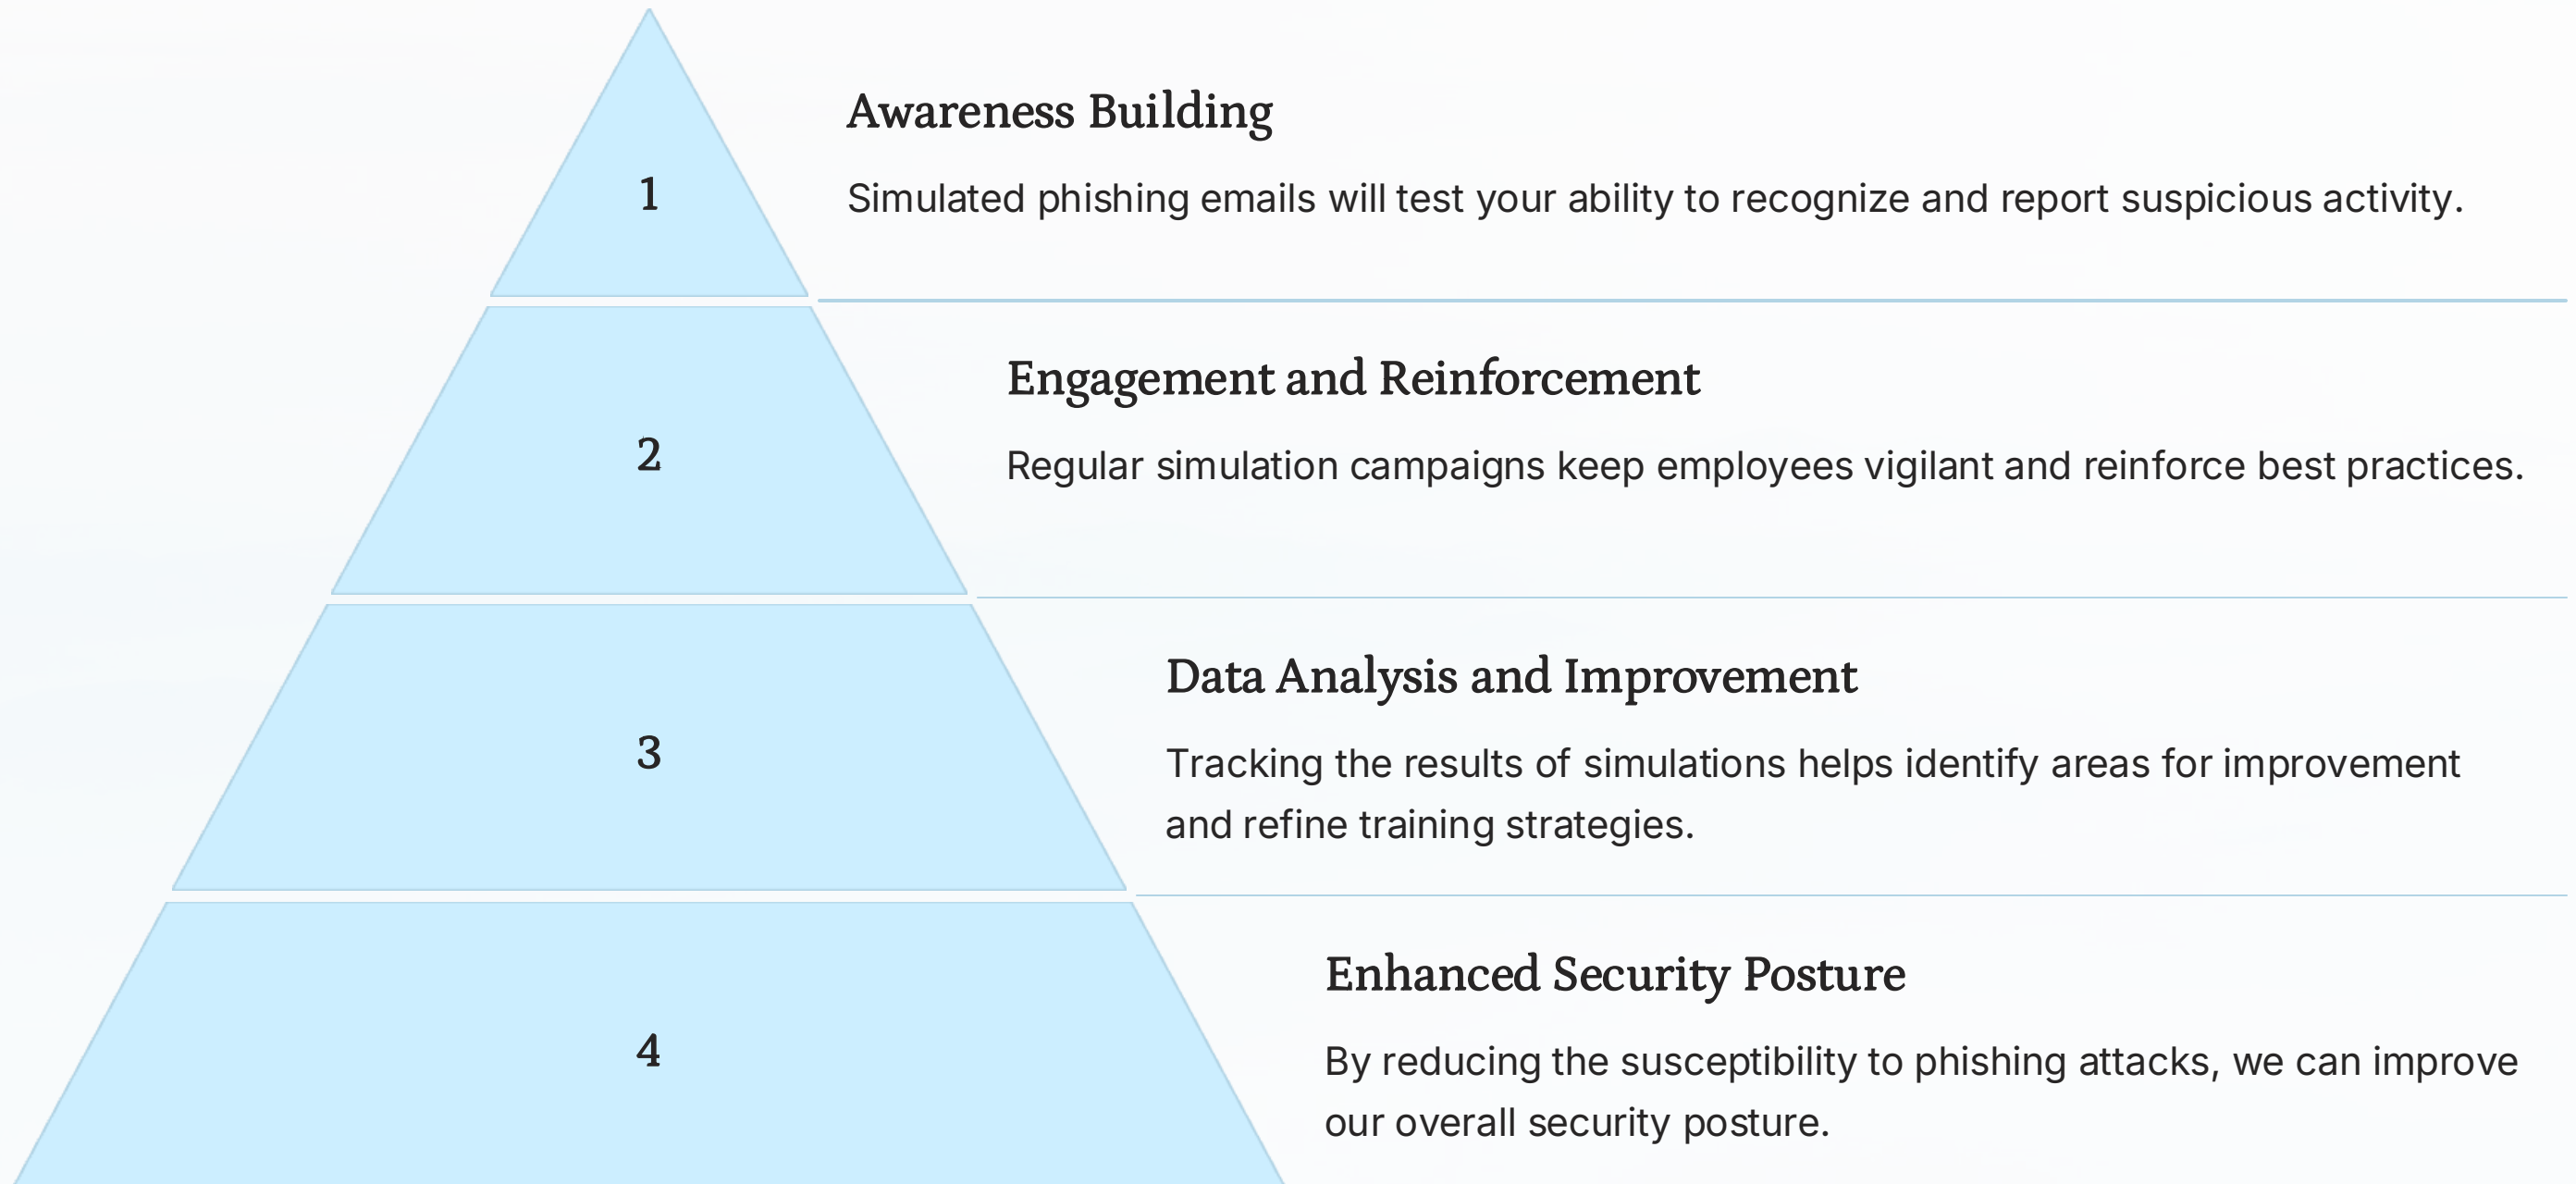 1
Awareness Building
Simulated phishing emails will test your ability to recognize and report suspicious activity.
2
Engagement and Reinforcement
Regular simulation campaigns keep employees vigilant and reinforce best practices.
3
Data Analysis and Improvement
Tracking the results of simulations helps identify areas for improvement
and refine training strategies.
4
Enhanced Security Posture
By reducing the susceptibility to phishing attacks, we can improve
our overall security posture.